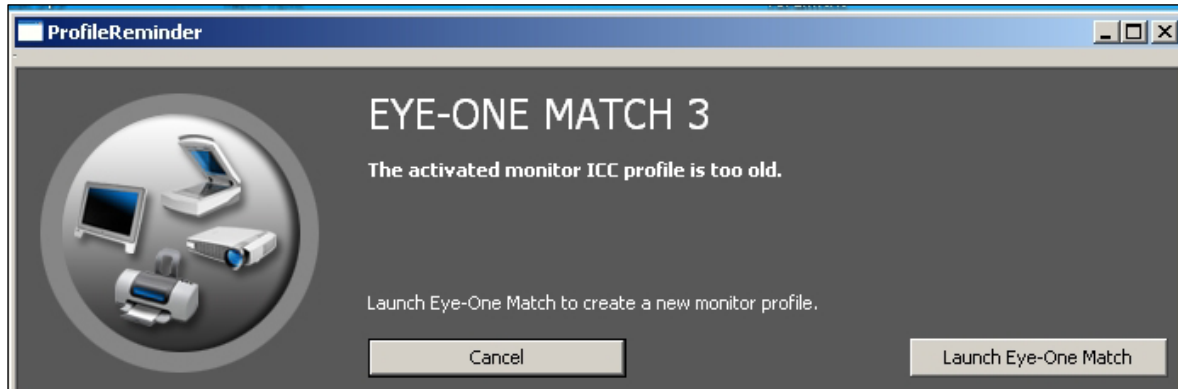 ProfileReminder
EYE-ONE MATCH 3
The activated monitor ICC profile is too old.
Launch Eye-One Match to create a new monitor profile.
Cancel
Launch Eye-One Match